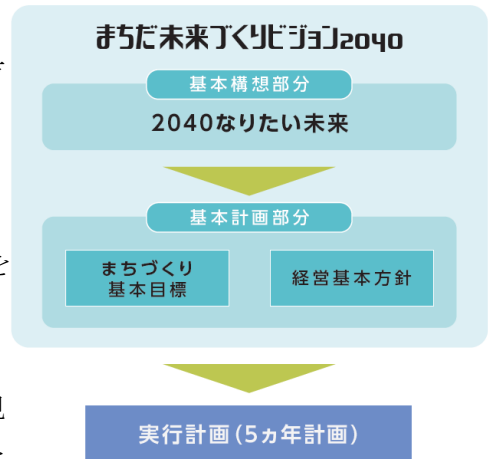 まちだ未来づくりビジョン2040
基本構想部分
2040なりたい未来
基本計画部分
まちづくり
基本目標
経営基本方針
実行計画(5ヵ年計画)
を